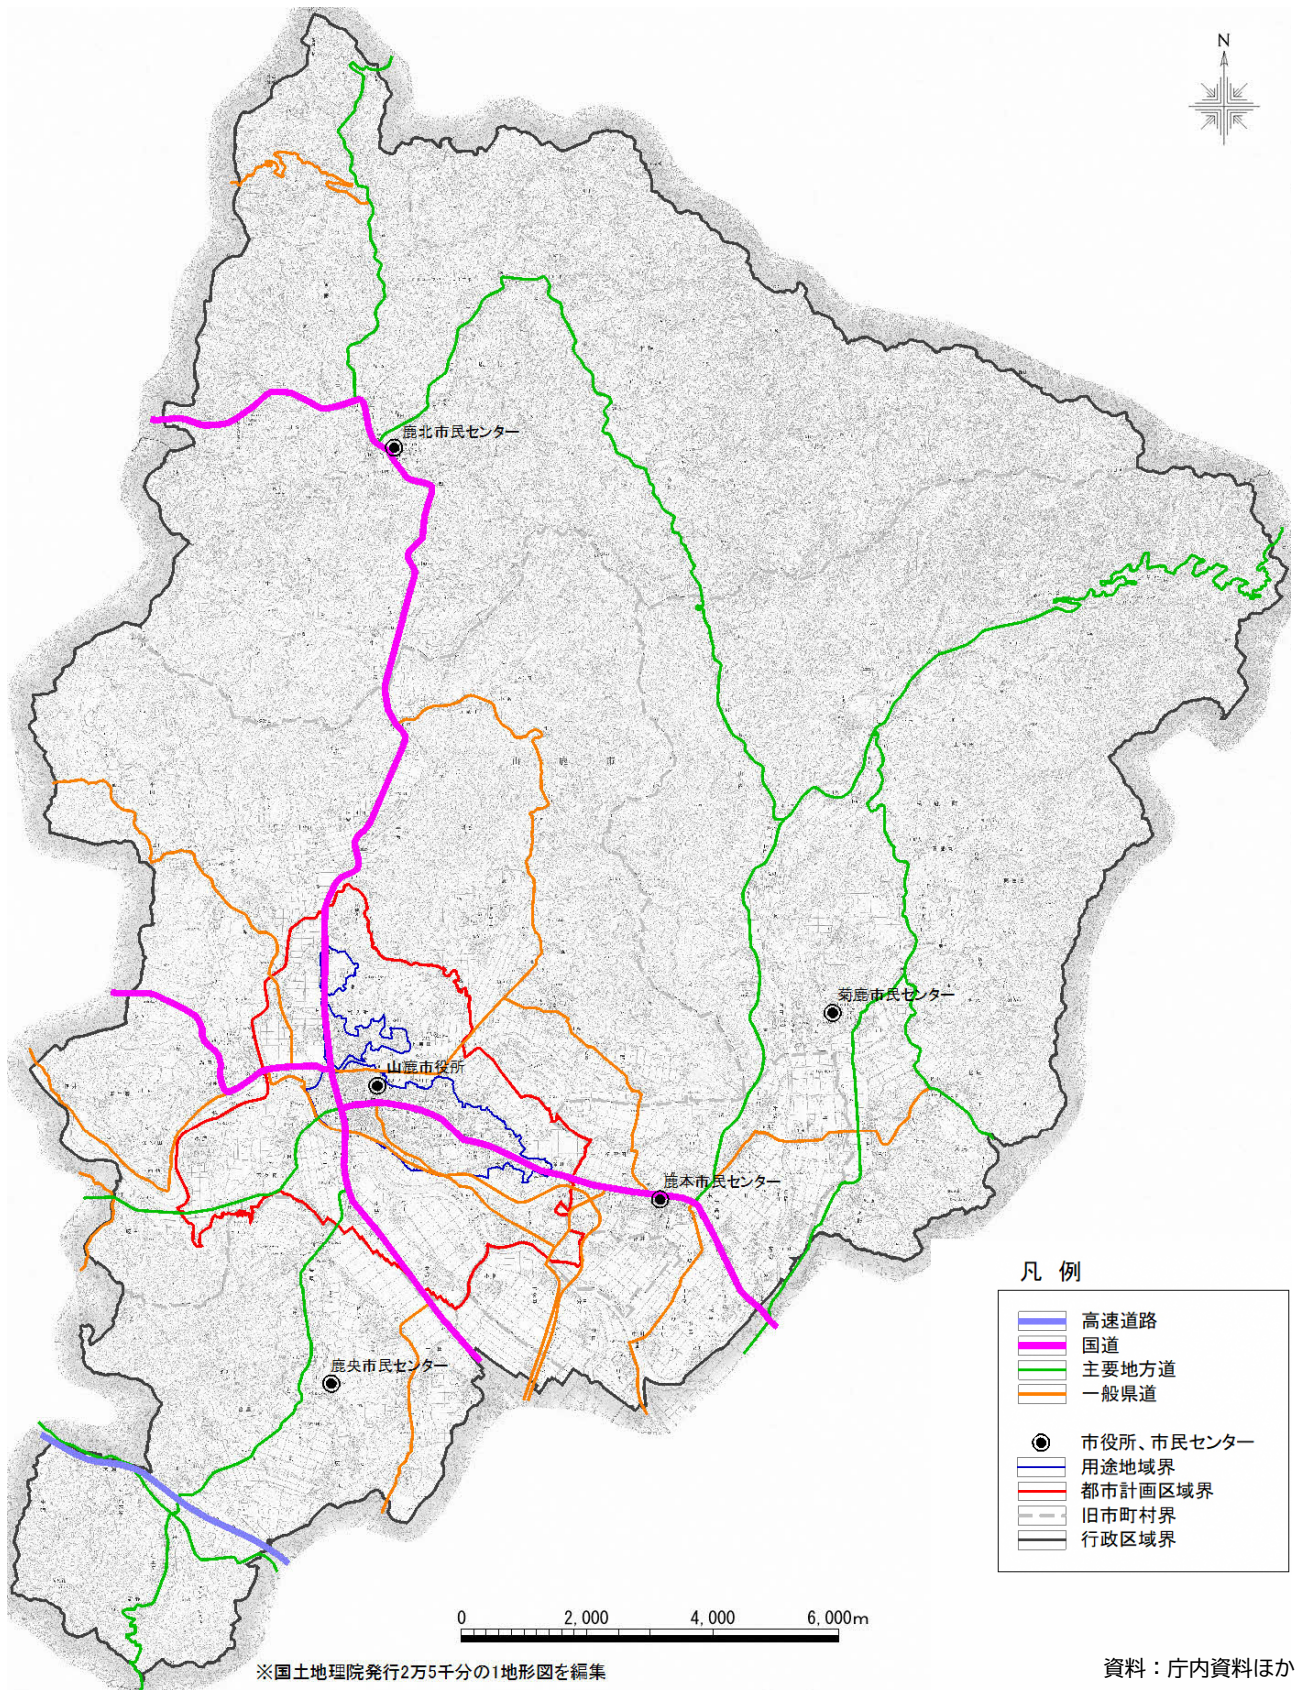 N
鹿北市民センター
山鹿市
菊鹿市民センター
山鹿市役所
鹿本市民センター
鹿央市民センター
凡 例
高速道路
国道
主要地方道
一般県道
市役所、市民センター
用途地域界
都市計画区域界
旧市町村界
行政区域界
0 2,000 4,000 6,000m
※国土地理院発行2万5千分の1地形図を編集
資料：庁内資料ほか